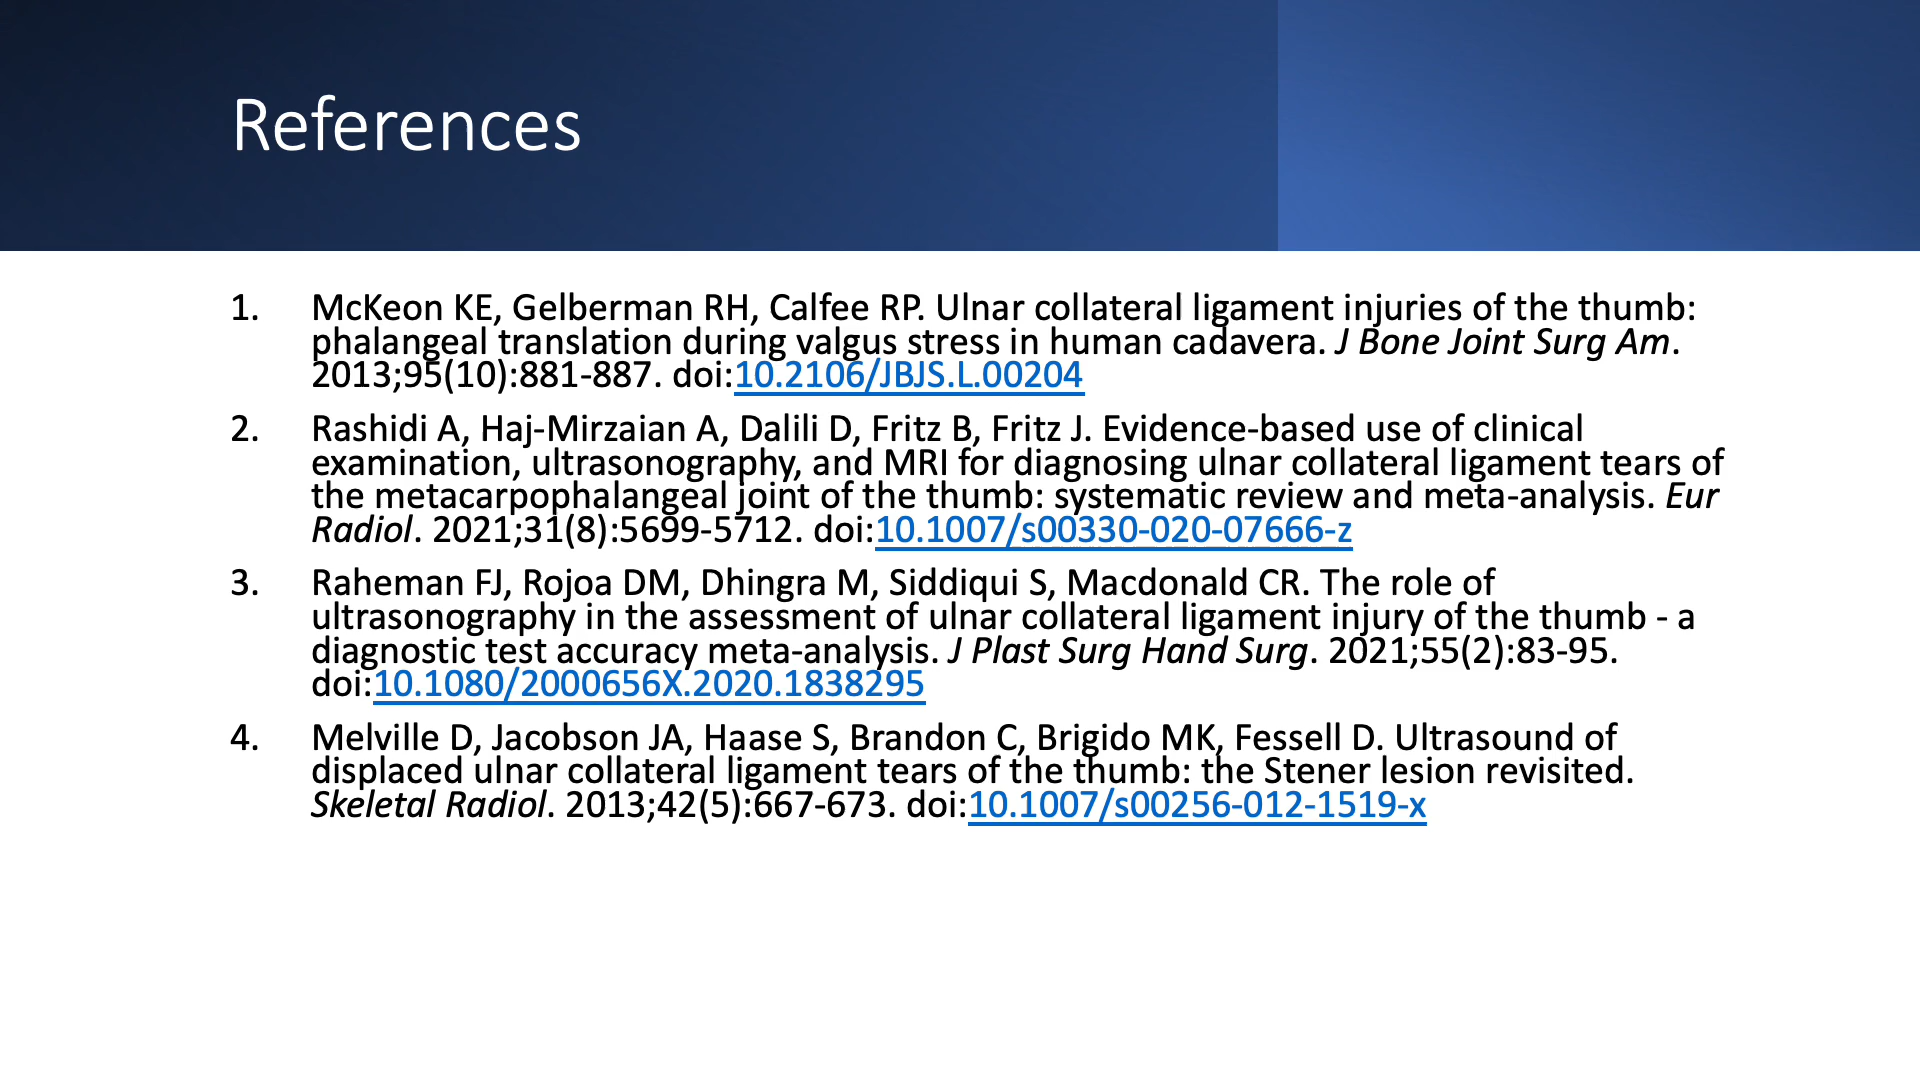 References
1. McKeon KE, Gelberman RH, Calfee RP. Ulnar collateral ligament injuries of the thumb:
phalangeal translation during valgus stress in human cadavera. J Bone Joint Surg Am.
2013;95(10):881-887. doi:10.2106/JBJS.L.00204
2. Rashidi A, Haj-Mirzaian A, Dalili D, Fritz B, Fritz J. Evidence-based use of clinical
examination, ultrasonography, and MRI for diagnosing ulnar collateral ligament tears of
the metacarpophalangeal joint of the thumb: systematic review and meta-analysis. Eur
Radiol. 2021;31(8):5699-5712. doi:10.1007/s00330-020-07666-z
3. Raheman FJ, Rojoa DM, Dhingra M, Siddiqui S, Macdonald CR. The role of
ultrasonography in the assessment of ulnar collateral ligament injury of the thumb - a
diagnostic test accuracy meta-analysis. J Plast Surg Hand Surg. 2021;55(2):83-95.
doi:10.1080/2000656X.2020.1838295
4. Melville D, Jacobson JA, Haase S, Brandon C, Brigido MK, Fessell D. Ultrasound of
displaced ulnar collateral ligament tears of the thumb: the Stener lesion revisited.
Skeletal Radiol. 2013;42(5):667-673. doi:10.1007/s00256-012-1519-x